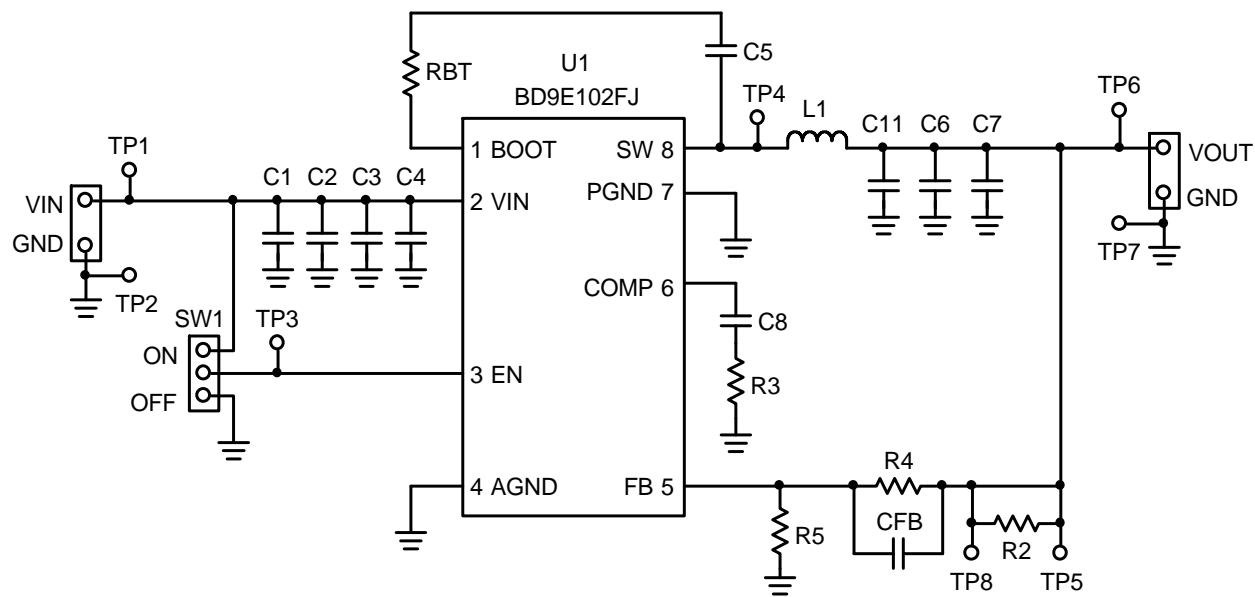 C5
RBT
U1
BD9E102FJ
TP4
L1
TP6
TP1
C11 C6 C7
1 BOOT
SW 8
VOUT
C1 C2 C3 C4
VIN
2 VIN
PGND 7
GND
GND
TP2
TP7
COMP 6
SW1
TP3
C8
ON
3 EN
R3
OFF
R4
4 AGND
FB 5
CFB
R5
R2
TP8
TP5